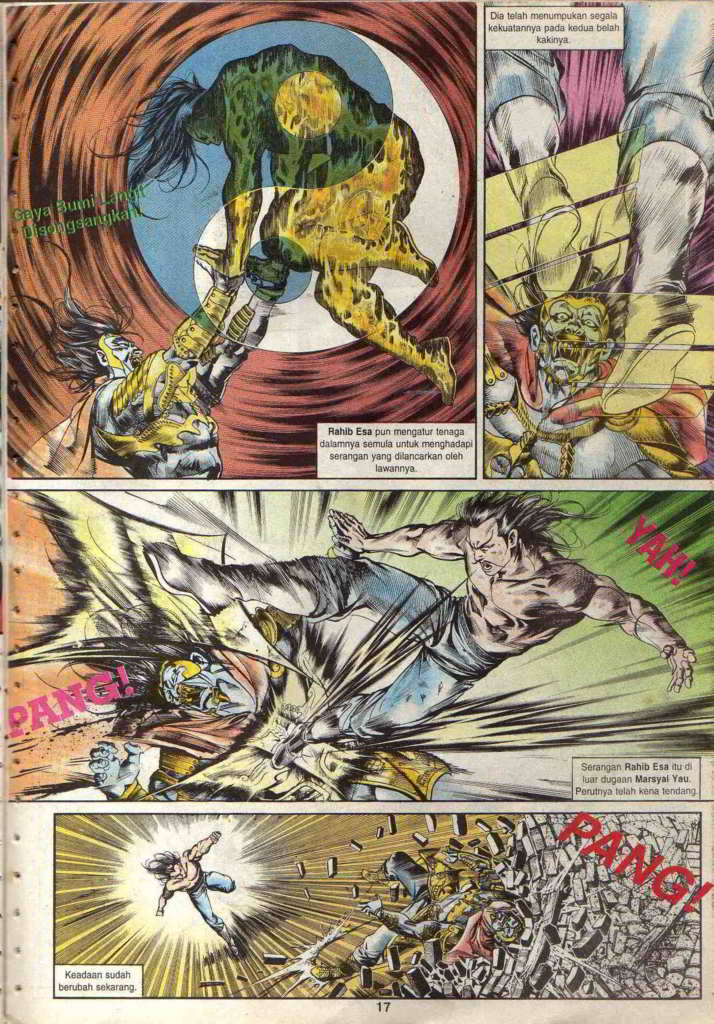 Gaya Bumi Langit
Disongsangkan!
Rahib Esa pun mengatur tenaga
dalamnya semula untuk menghadapi
serangan yang dilancarkan oleh
lawannya.
Dia telah menumpukan segala
kekuatannya pada kedua belah
kakinya.
YAH!
PANG!
Serangan Rahib Esa itu di
luar dugaan Marsyal Yau.
Perutnya telah kena tendang.
PANG!
Keadaan sudah
berubah sekarang.
17